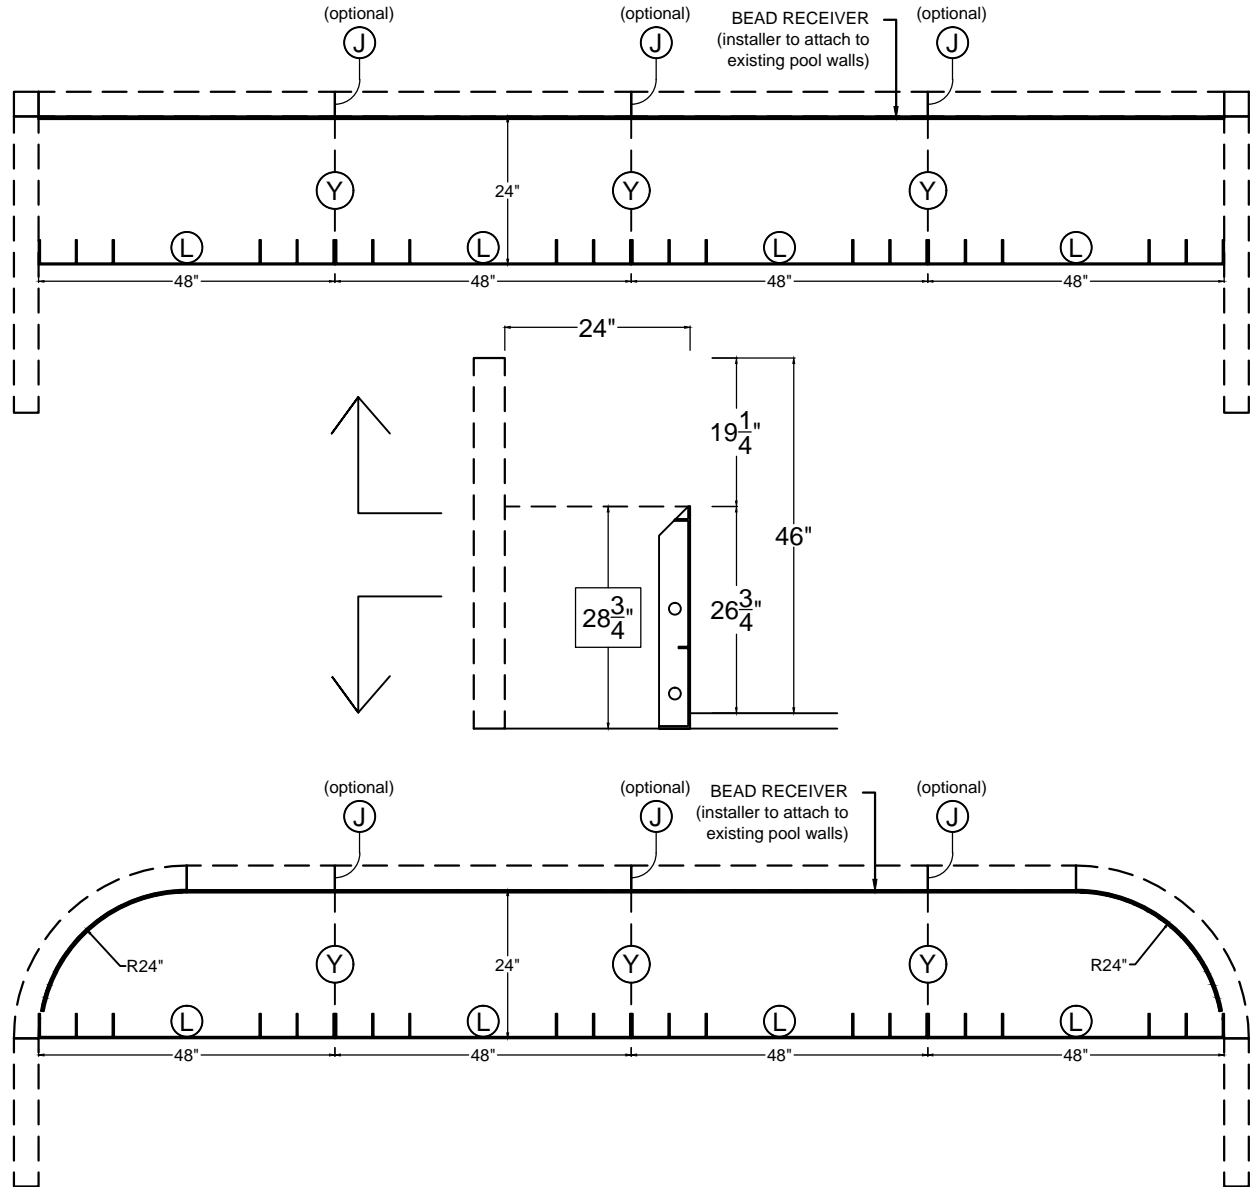 (optional)
(optional)
BEAD RECEIVER
(installer to attach to
existing pool walls)
(optional)
J
J
J
Y
24"
Y
Y
L
L
L
L
48"
48"
48"
48"
24"
19 1/4"
46"
28 3/4"
26 3/4"
(optional)
(optional)
BEAD RECEIVER
(installer to attach to
existing pool walls)
(optional)
J
J
J
R24"
Y
24"
Y
Y
R24"
L
L
L
L
48"
48"
48"
48"